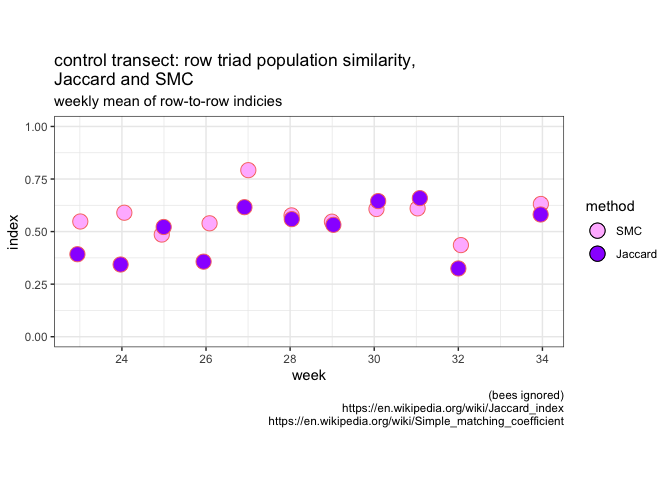 control transect: row triad population similarity,
Jaccard and SMC
weekly mean of row-to-row indicies
1.00
0.75
0.50
0.25
0.00
index
24
26
28
30
32
34
week
method
SMC
Jaccard
(bees ignored)
https://en.wikipedia.org/wiki/Jaccard_index
https://en.wikipedia.org/wiki/Simple_matching_coefficient